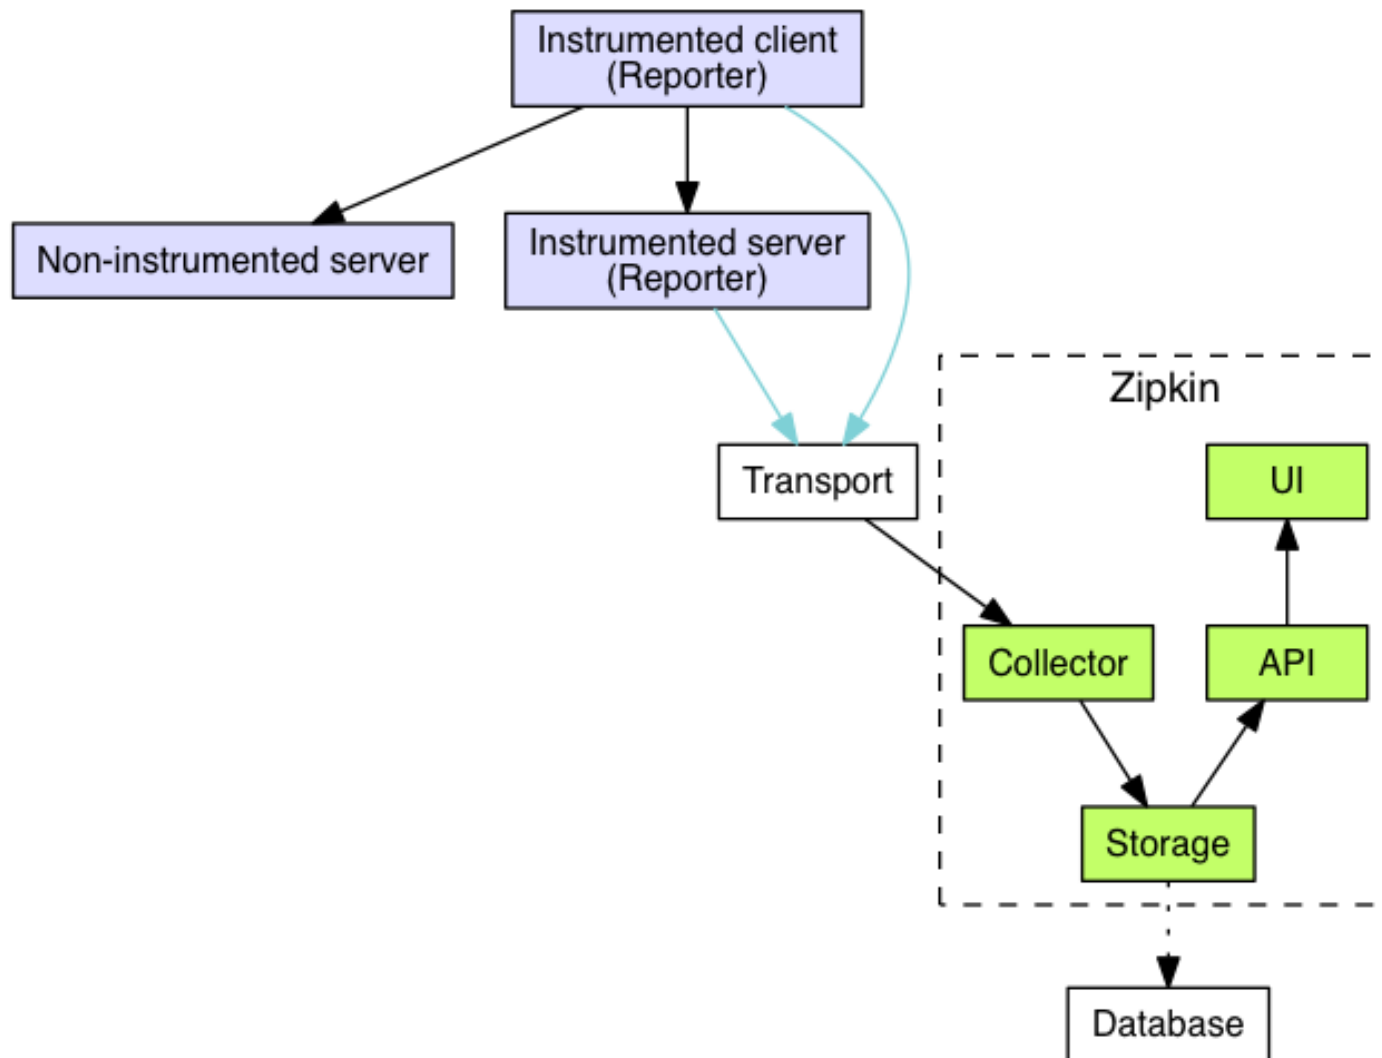 Instrumented client
(Reporter)
Non-instrumented server
Instrumented server
(Reporter)
Zipkin
Transport
UI
Collector
API
Storage
Database